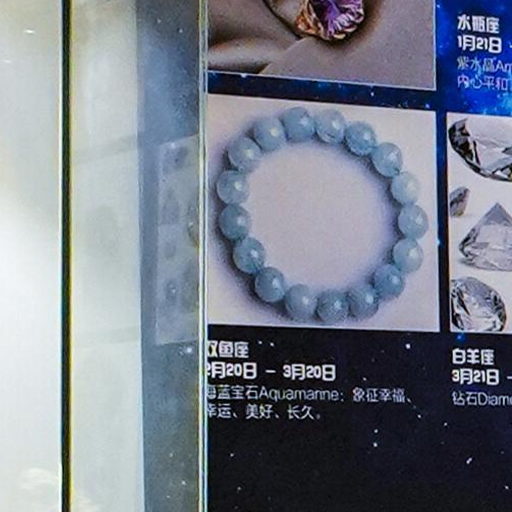 水瓶座
1月21日 -
紫水晶Am
内心平和
双鱼座
2月20日 - 3月20日
海蓝宝石Aquamarine: 象征幸福、
幸运、美好、长久。
白羊座
3月21日 -
钻石Diam